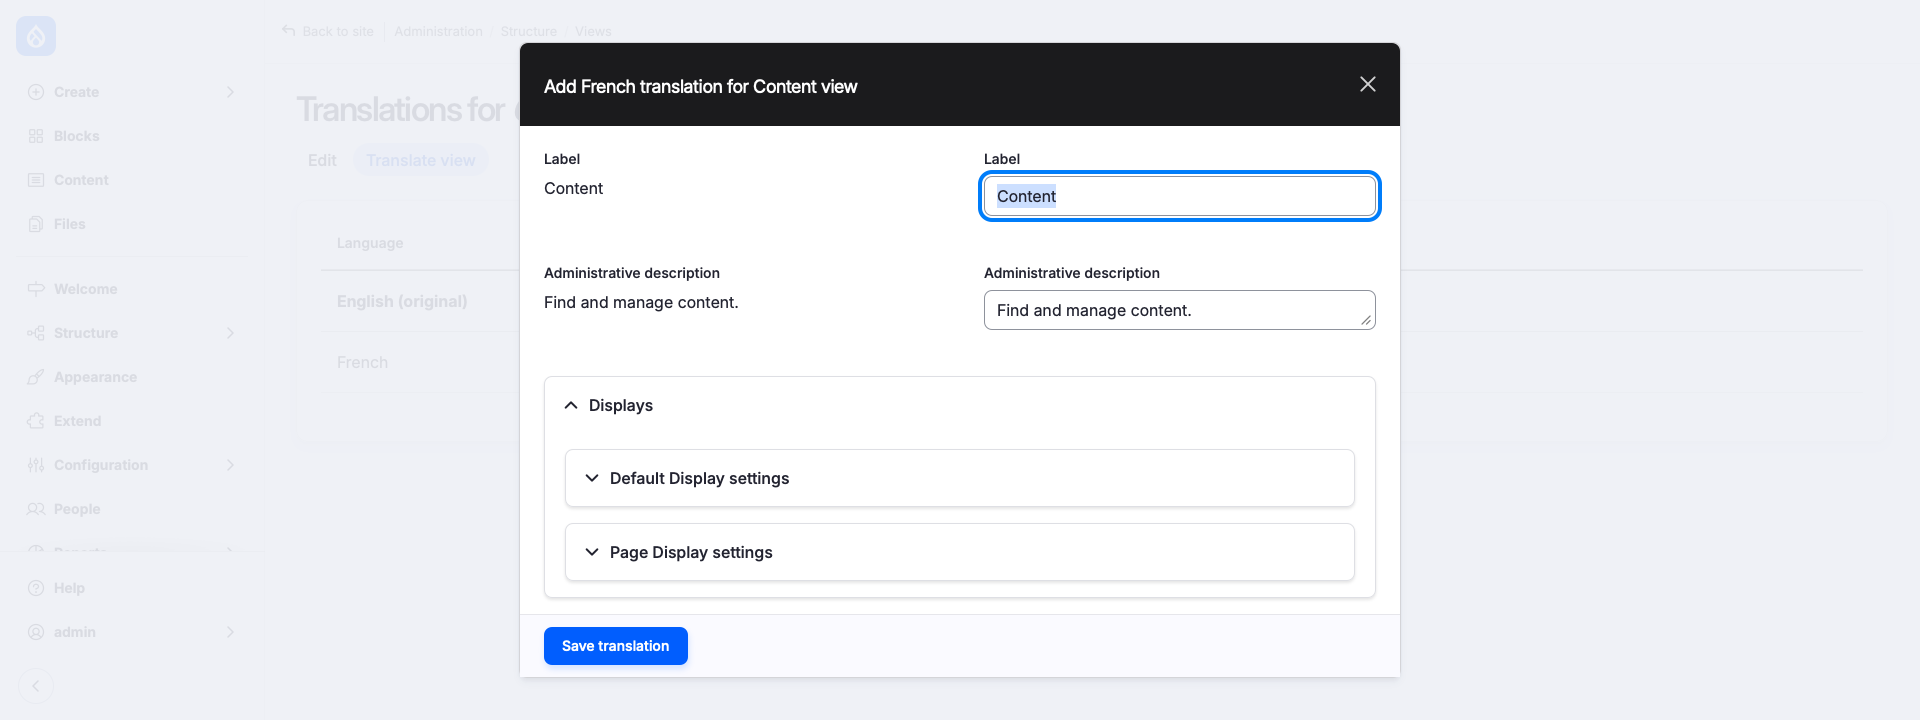 Back to site
Administration
Structure
Views
Create
Blocks
Content
Files
Welcome
Structure
Appearance
Extend
Configuration
People
Reports
Help
admin
Translations for
Edit
Translate view
Language
English (original)
French
Add French translation for Content view
Label
Content
Label
Content
Administrative description
Find and manage content.
Administrative description
Find and manage content.
Displays
Default Display settings
Page Display settings
Save translation